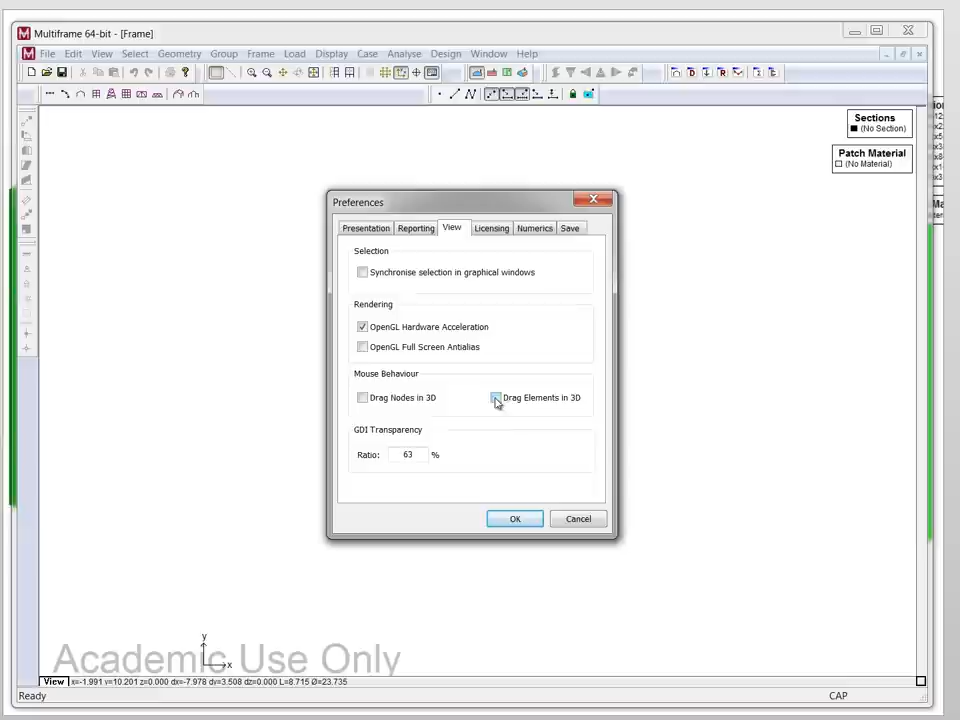 Multiframe 64-bit - [Frame]
File Edit View Select Geometry Group Frame Load Display Case Analyse Design Window Help
Sections
(No Section)
Patch Material
(No Material)
Preferences
Presentation Reporting View Licensing Numerics Save
Selection
Synchronise selection in graphical windows
Rendering
OpenGL Hardware Acceleration
OpenGL Full Screen Antialias
Mouse Behaviour
Drag Nodes in 3D Drag Elements in 3D
GDI Transparency
Ratio: 63 %
OK Cancel
y
x
Academic Use Only
View x=-1.991 y=10.201 z=0.000 dx=-7.978 dy=3.508 dz=0.000 L=8.715 Ø=23.735
Ready CAP